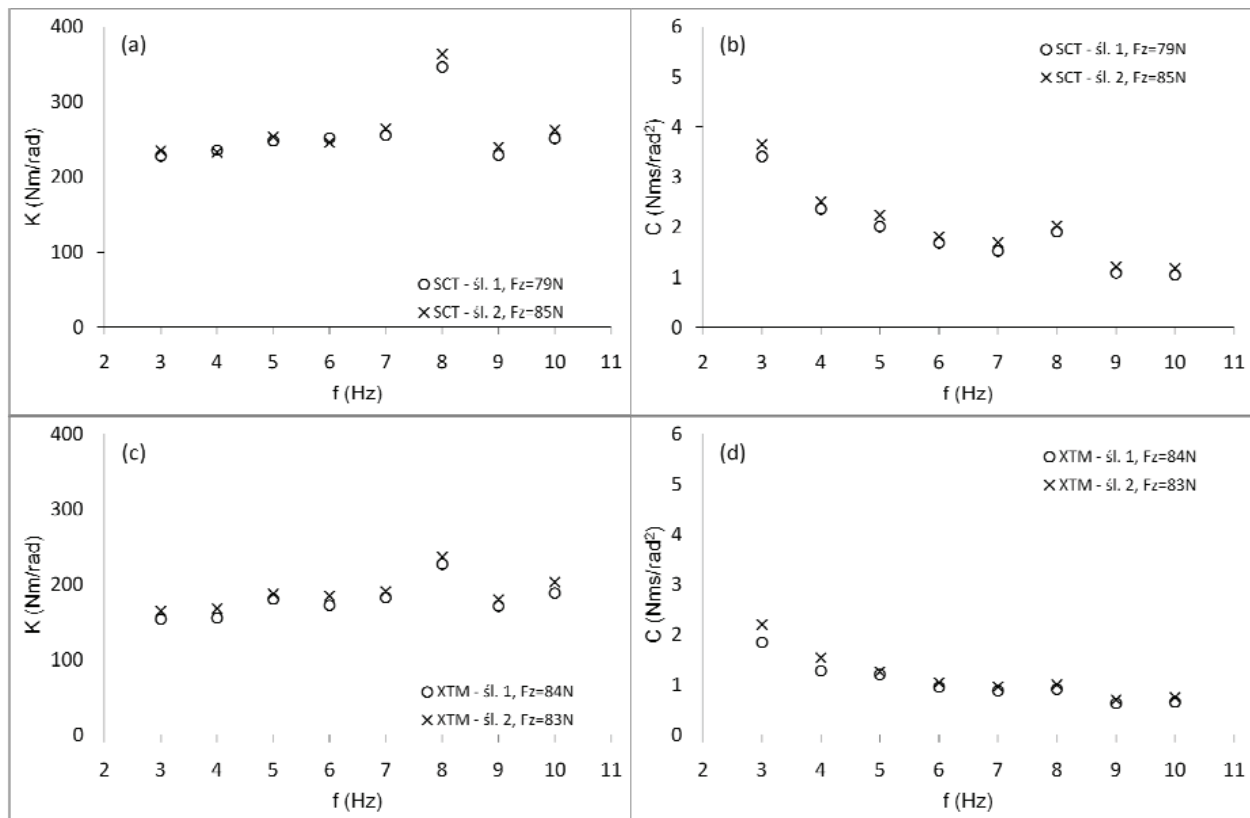 (a)
400
300
200
100
0
K (Nm/rad)
SCT - śl. 1, Fz=79N
SCT - śl. 2, Fz=85N
2 3 4 5 6 7 8 9 10 11
f (Hz)
(b)
6
5
4
3
2
1
0
C (Nms/rad²)
SCT - śl. 1, Fz=79N
SCT - śl. 2, Fz=85N
2 3 4 5 6 7 8 9 10 11
f (Hz)
(c)
400
300
200
100
0
K (Nm/rad)
XTM - śl. 1, Fz=84N
XTM - śl. 2, Fz=83N
2 3 4 5 6 7 8 9 10 11
f (Hz)
(d)
6
5
4
3
2
1
0
C (Nms/rad²)
XTM - śl. 1, Fz=84N
XTM - śl. 2, Fz=83N
2 3 4 5 6 7 8 9 10 11
f (Hz)